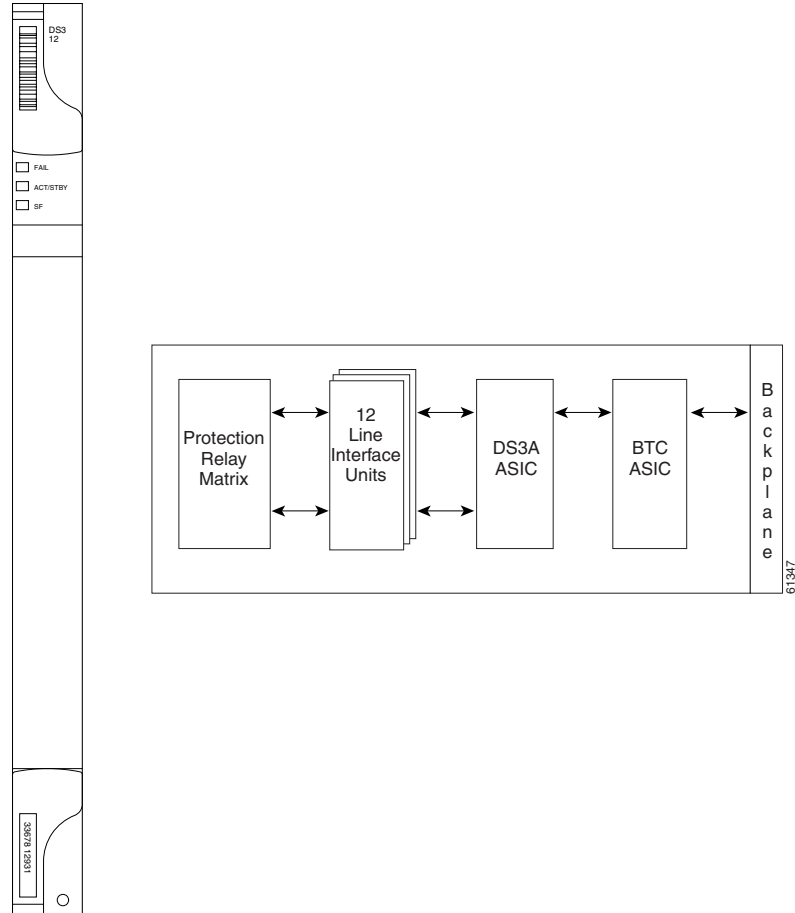 DS3
12
FAIL
ACT/STBY
SF
33678 12931
Protection
Relay
Matrix
12
Line
Interface
Units
DS3A
ASIC
BTC
ASIC
Backplane
61347